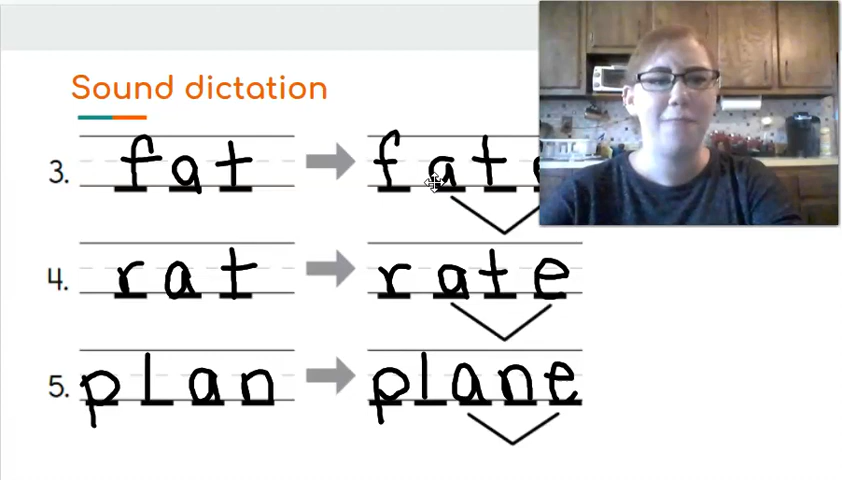 Sound dictation
3. fat fate
4. rat rate
5. plan plane